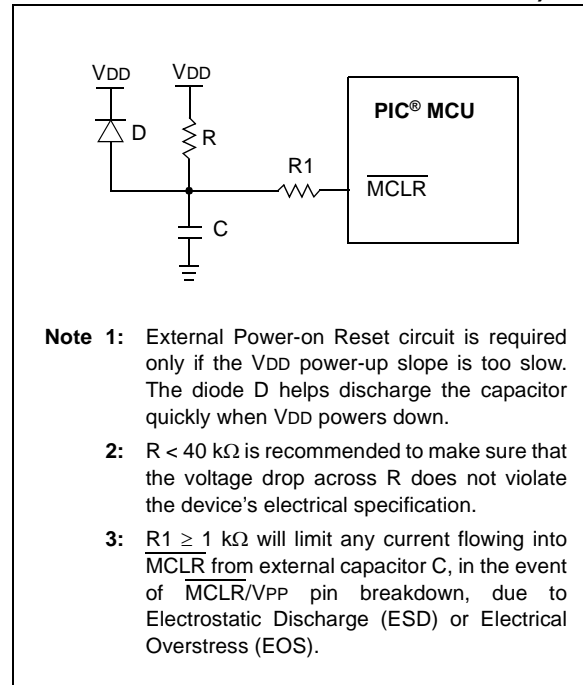 VDD VDD
D
R
PIC® MCU
R1
MCLR
C
Note 1: External Power-on Reset circuit is required
only if the VDD power-up slope is too slow.
The diode D helps discharge the capacitor
quickly when VDD powers down.
2: R < 40 kΩ is recommended to make sure that
the voltage drop across R does not violate
the device's electrical specification.
3: R1 ≥ 1 kΩ will limit any current flowing into
MCLR from external capacitor C, in the event
of MCLR/VPP pin breakdown, due to
Electrostatic Discharge (ESD) or Electrical
Overstress (EOS).